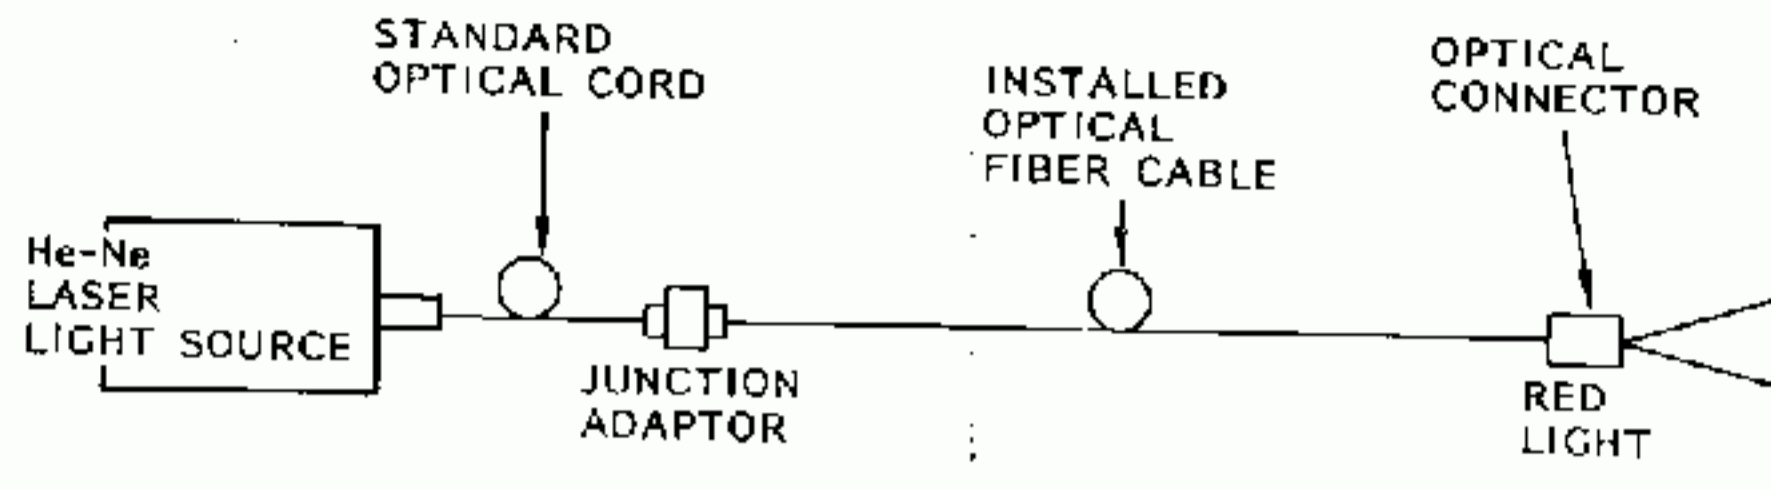 STANDARD
OPTICAL CORD
INSTALLED
OPTICAL
FIBER CABLE
OPTICAL
CONNECTOR
He-Ne
LASER
LIGHT SOURCE
JUNCTION
ADAPTOR
RED
LIGHT